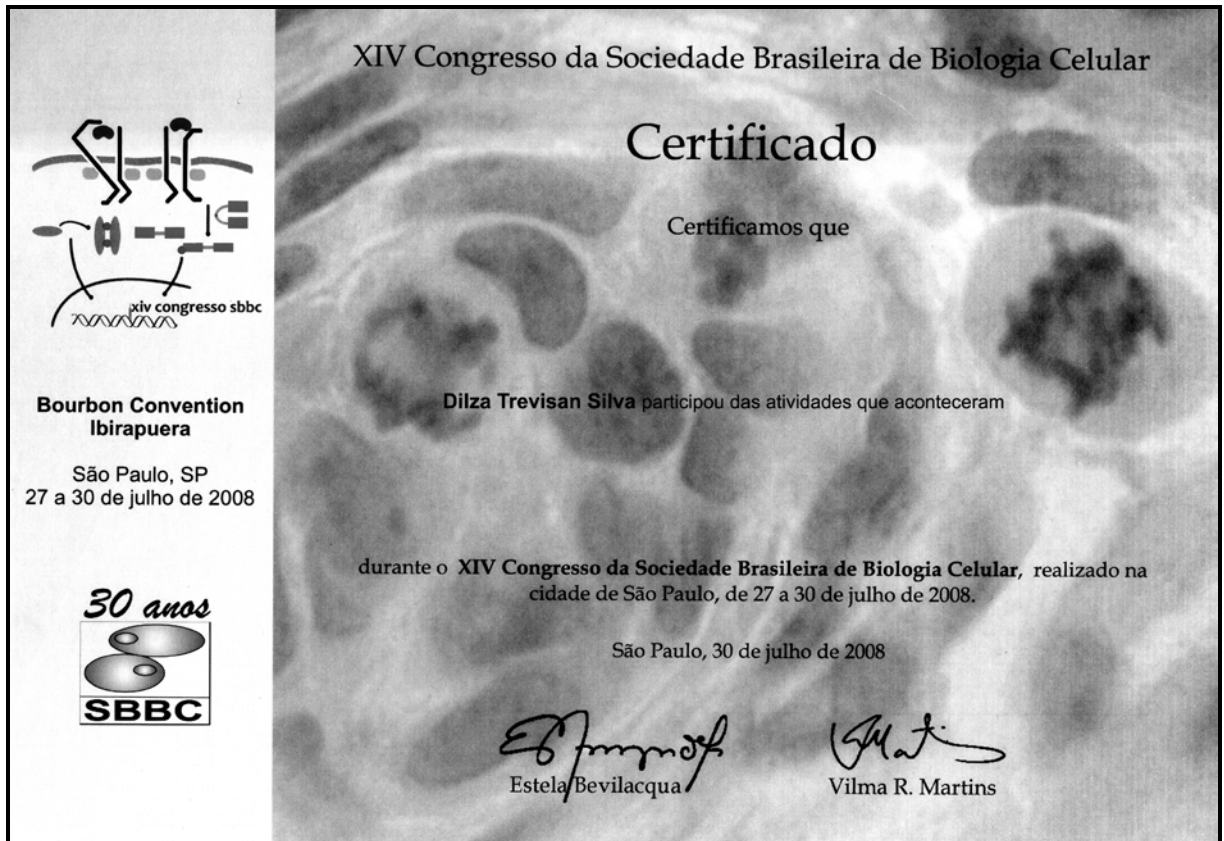 XIV Congresso da Sociedade Brasileira de Biologia Celular
Certificado
Certificamos que
xiv congresso sbbc
Bourbon Convention
Ibirapuera
São Paulo, SP
27 a 30 de julho de 2008
30 anos
SBBC
Dilza Trevisan Silva participou das atividades que aconteceram
durante o XIV Congresso da Sociedade Brasileira de Biologia Celular, realizado na
cidade de São Paulo, de 27 a 30 de julho de 2008.
São Paulo, 30 de julho de 2008
Estela Bevilacqua
Vilma R. Martins